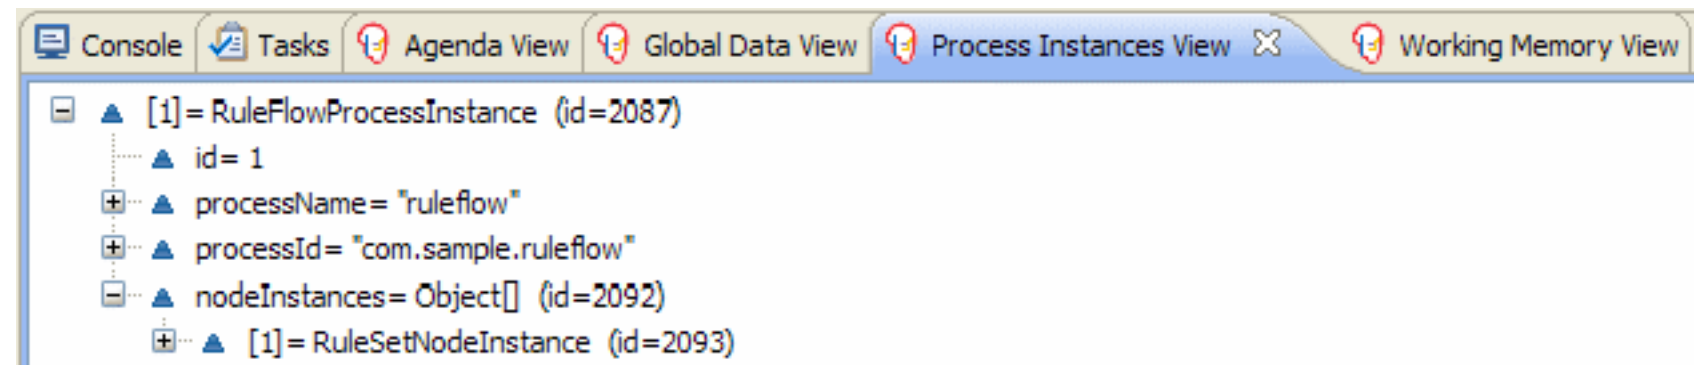 Console Tasks Agenda View Global Data View Process Instances View Working Memory View
[1]= RuleFlowProcessInstance (id=2087)
id= 1
processName= "ruleflow"
processId= "com.sample.ruleflow"
nodeInstances= Object[] (id=2092)
[1]= RuleSetNodeInstance (id=2093)